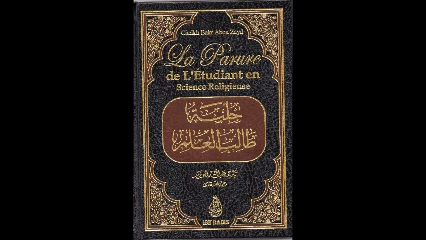 Cheikh Bakr Abou Zayd
La Parure
de L'Étudiant en
Science Religieuse
حلية
طالب العلم